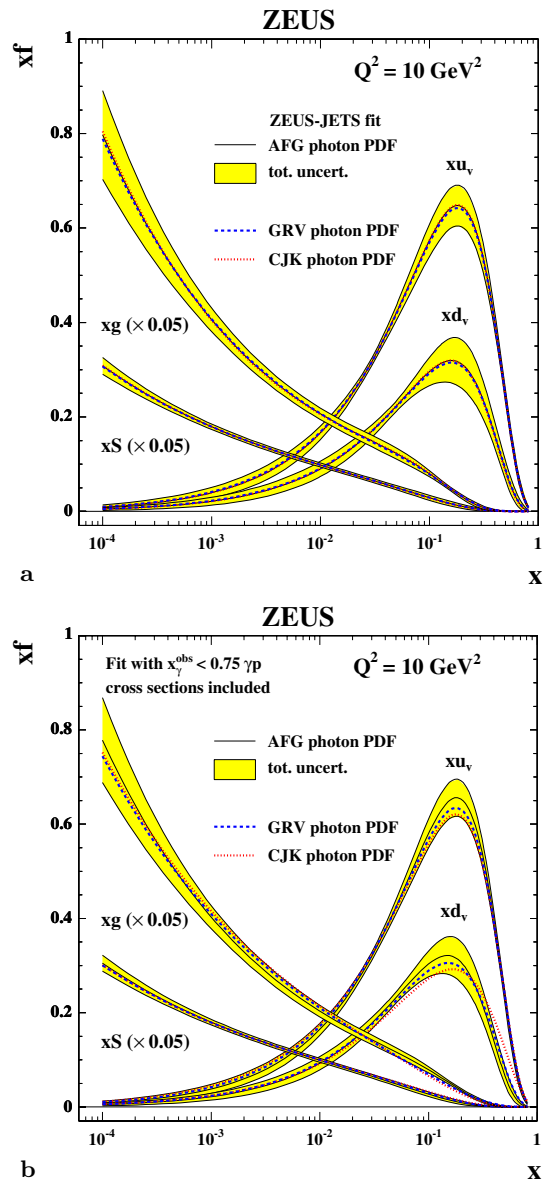 ZEUS
xf
Q² = 10 GeV²
ZEUS-JETS fit
AFG photon PDF
tot. uncert.
GRV photon PDF
CJK photon PDF
xuᵥ
xdᵥ
xg (× 0.05)
xS (× 0.05)
1
0.8
0.6
0.4
0.2
0
10⁻⁴ 10⁻³ 10⁻² 10⁻¹ 1
a
x
ZEUS
xf
Fit with x_γ^obs < 0.75 γp
cross sections included
Q² = 10 GeV²
AFG photon PDF
tot. uncert.
GRV photon PDF
CJK photon PDF
xuᵥ
xdᵥ
xg (× 0.05)
xS (× 0.05)
1
0.8
0.6
0.4
0.2
0
10⁻⁴ 10⁻³ 10⁻² 10⁻¹ 1
b
x